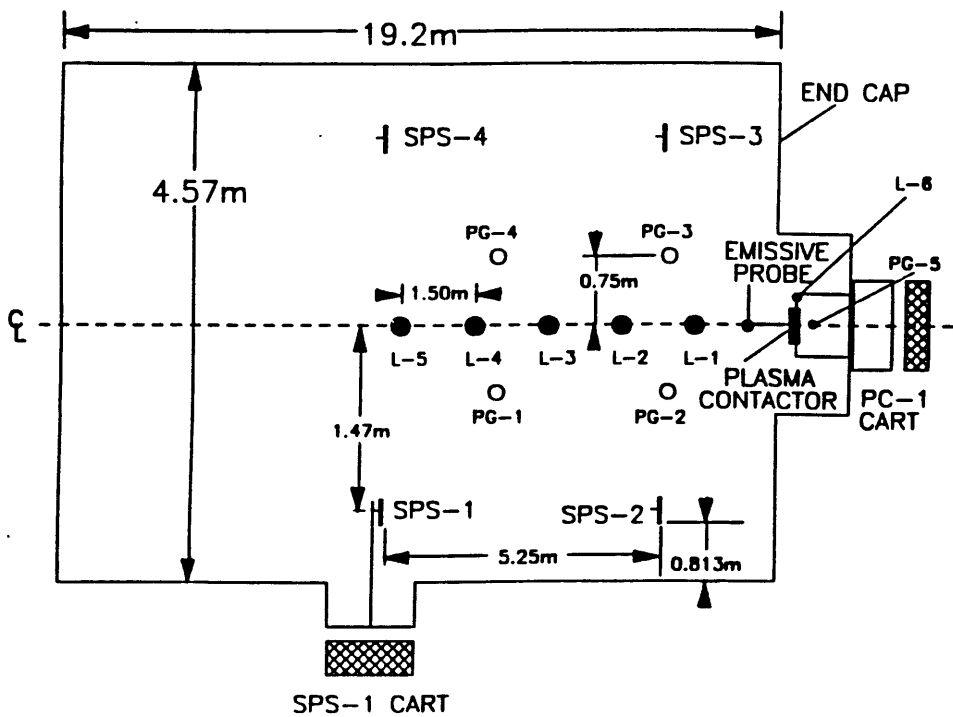 19.2m
END CAP
SPS-4
SPS-3
4.57m
L-6
PG-4
PG-3
EMISSIVE
PROBE
PG-5
0.75m
1.50m
C
L
L-5
L-4
L-3
L-2
L-1
PLASMA
CONTACTOR
PC-1
CART
PG-1
PG-2
1.47m
SPS-1
SPS-2
5.25m
0.813m
SPS-1 CART